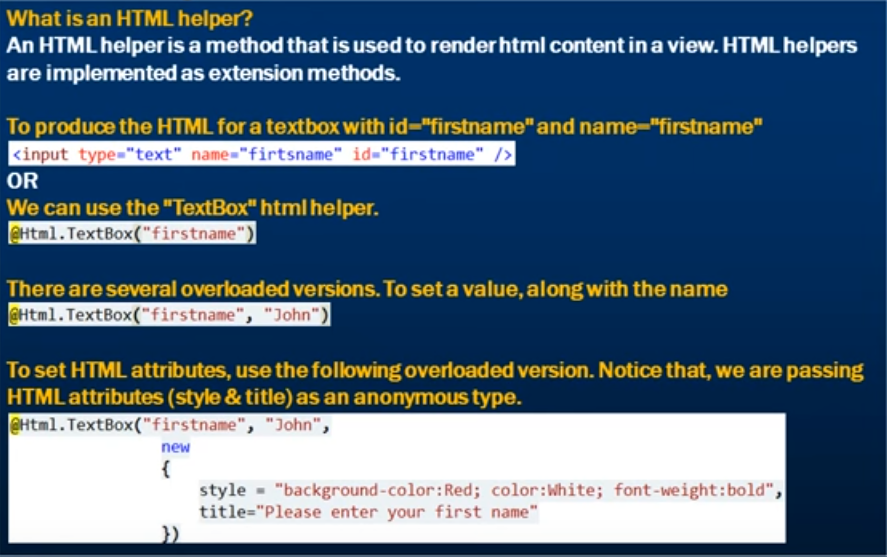 What is an HTML helper?
An HTML helper is a method that is used to render html content in a view. HTML helpers
are implemented as extension methods.
To produce the HTML for a textbox with id="firstname" and name="firstname"
<input type="text" name="firtsname" id="firstname" />
OR
We can use the "TextBox" html helper.
@Html.TextBox("firstname")
There are several overloaded versions. To set a value, along with the name
@Html.TextBox("firstname", "John")
To set HTML attributes, use the following overloaded version. Notice that, we are passing
HTML attributes (style & title) as an anonymous type.
@Html.TextBox("firstname", "John",
new
{
style = "background-color:Red; color:White; font-weight:bold",
title="Please enter your first name"
})